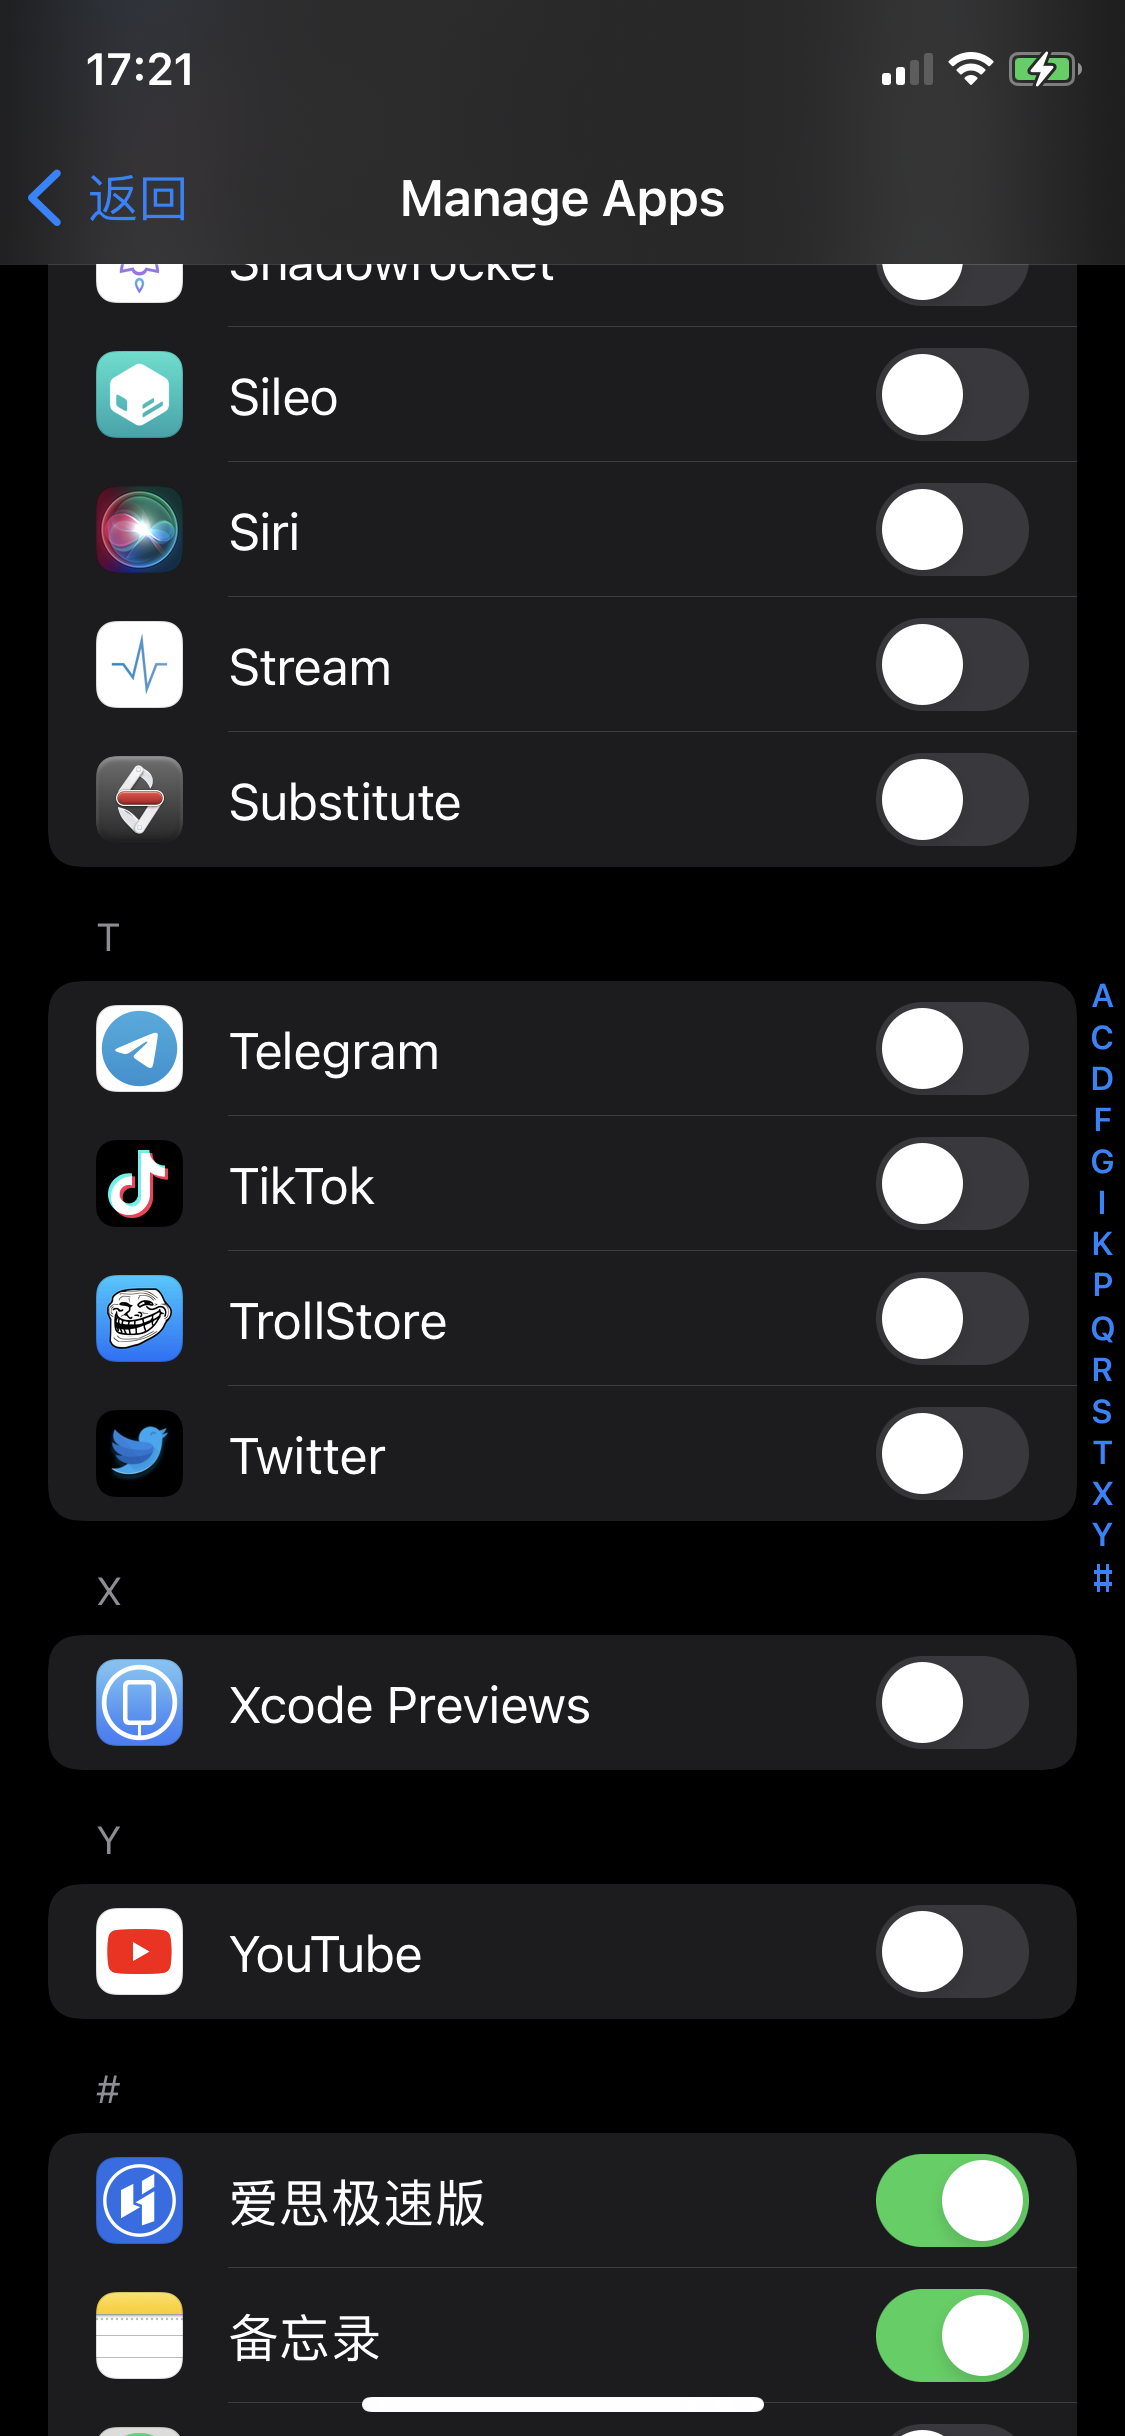 17:21
返回
Manage Apps
Shadowrocket
Sileo
Siri
Stream
Substitute
T
Telegram
TikTok
TrollStore
Twitter
X
Xcode Previews
Y
YouTube
#
爱思极速版
备忘录
A
C
D
F
G
I
K
P
Q
R
S
T
X
Y
#